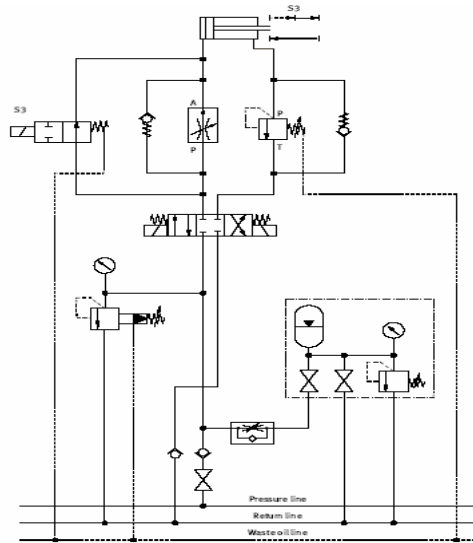 S3
S3
A
P
P
T
Pressure line
Return line
Waste oil line